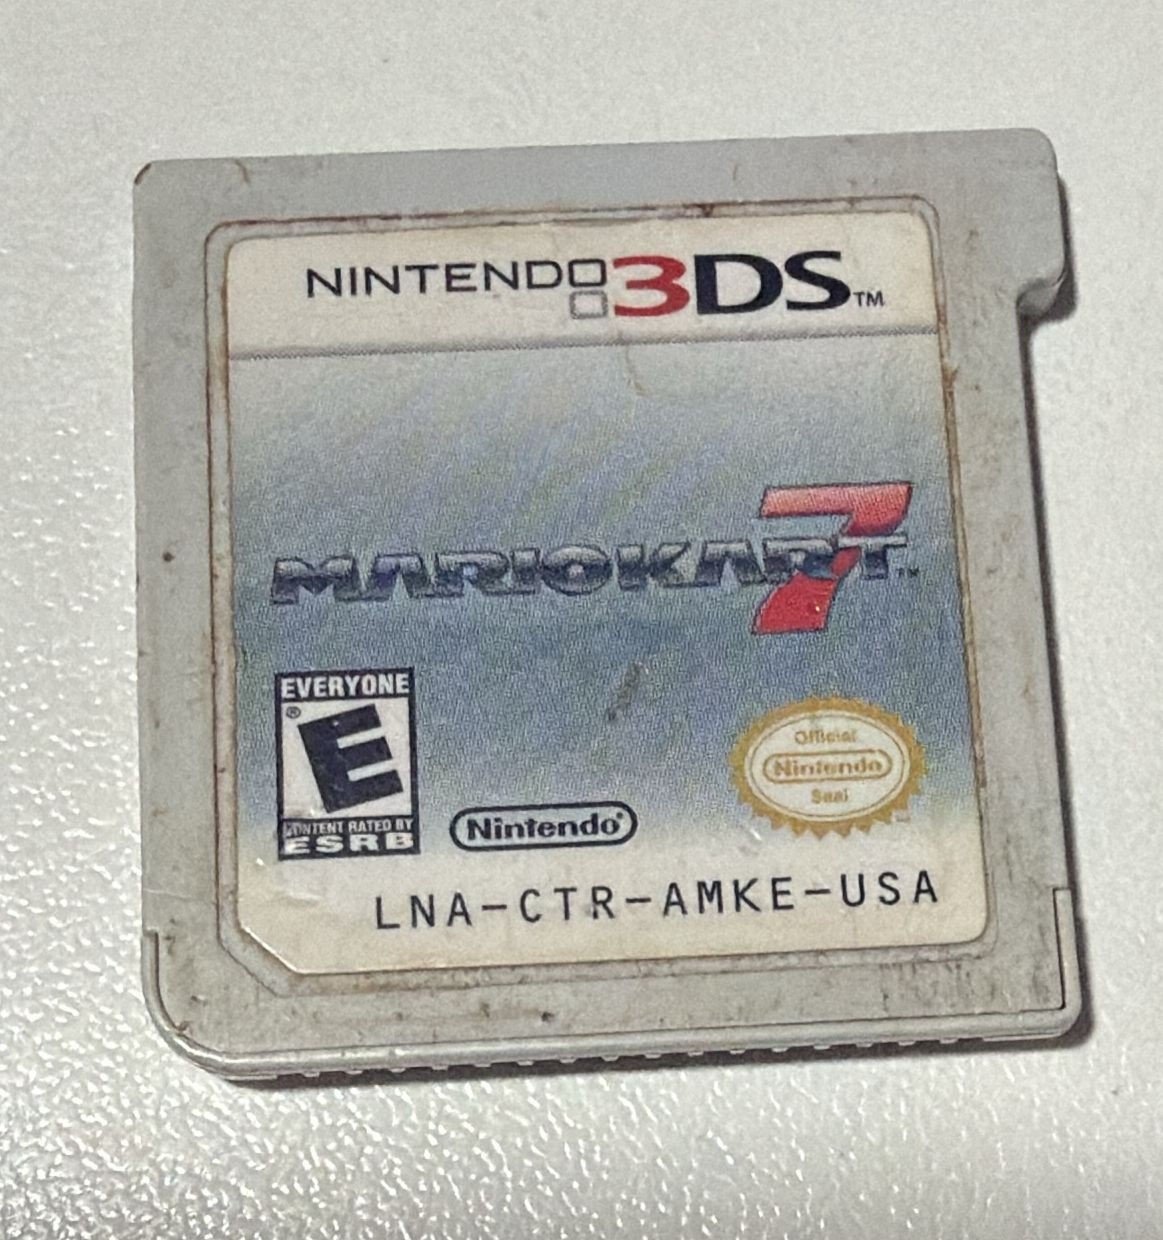 NINTENDO 3DS™
MARIOKART 7™
EVERYONE
E®
CONTENT RATED BY
ESRB
Nintendo®
Official
Nintendo
Seal
LNA-CTR-AMKE-USA